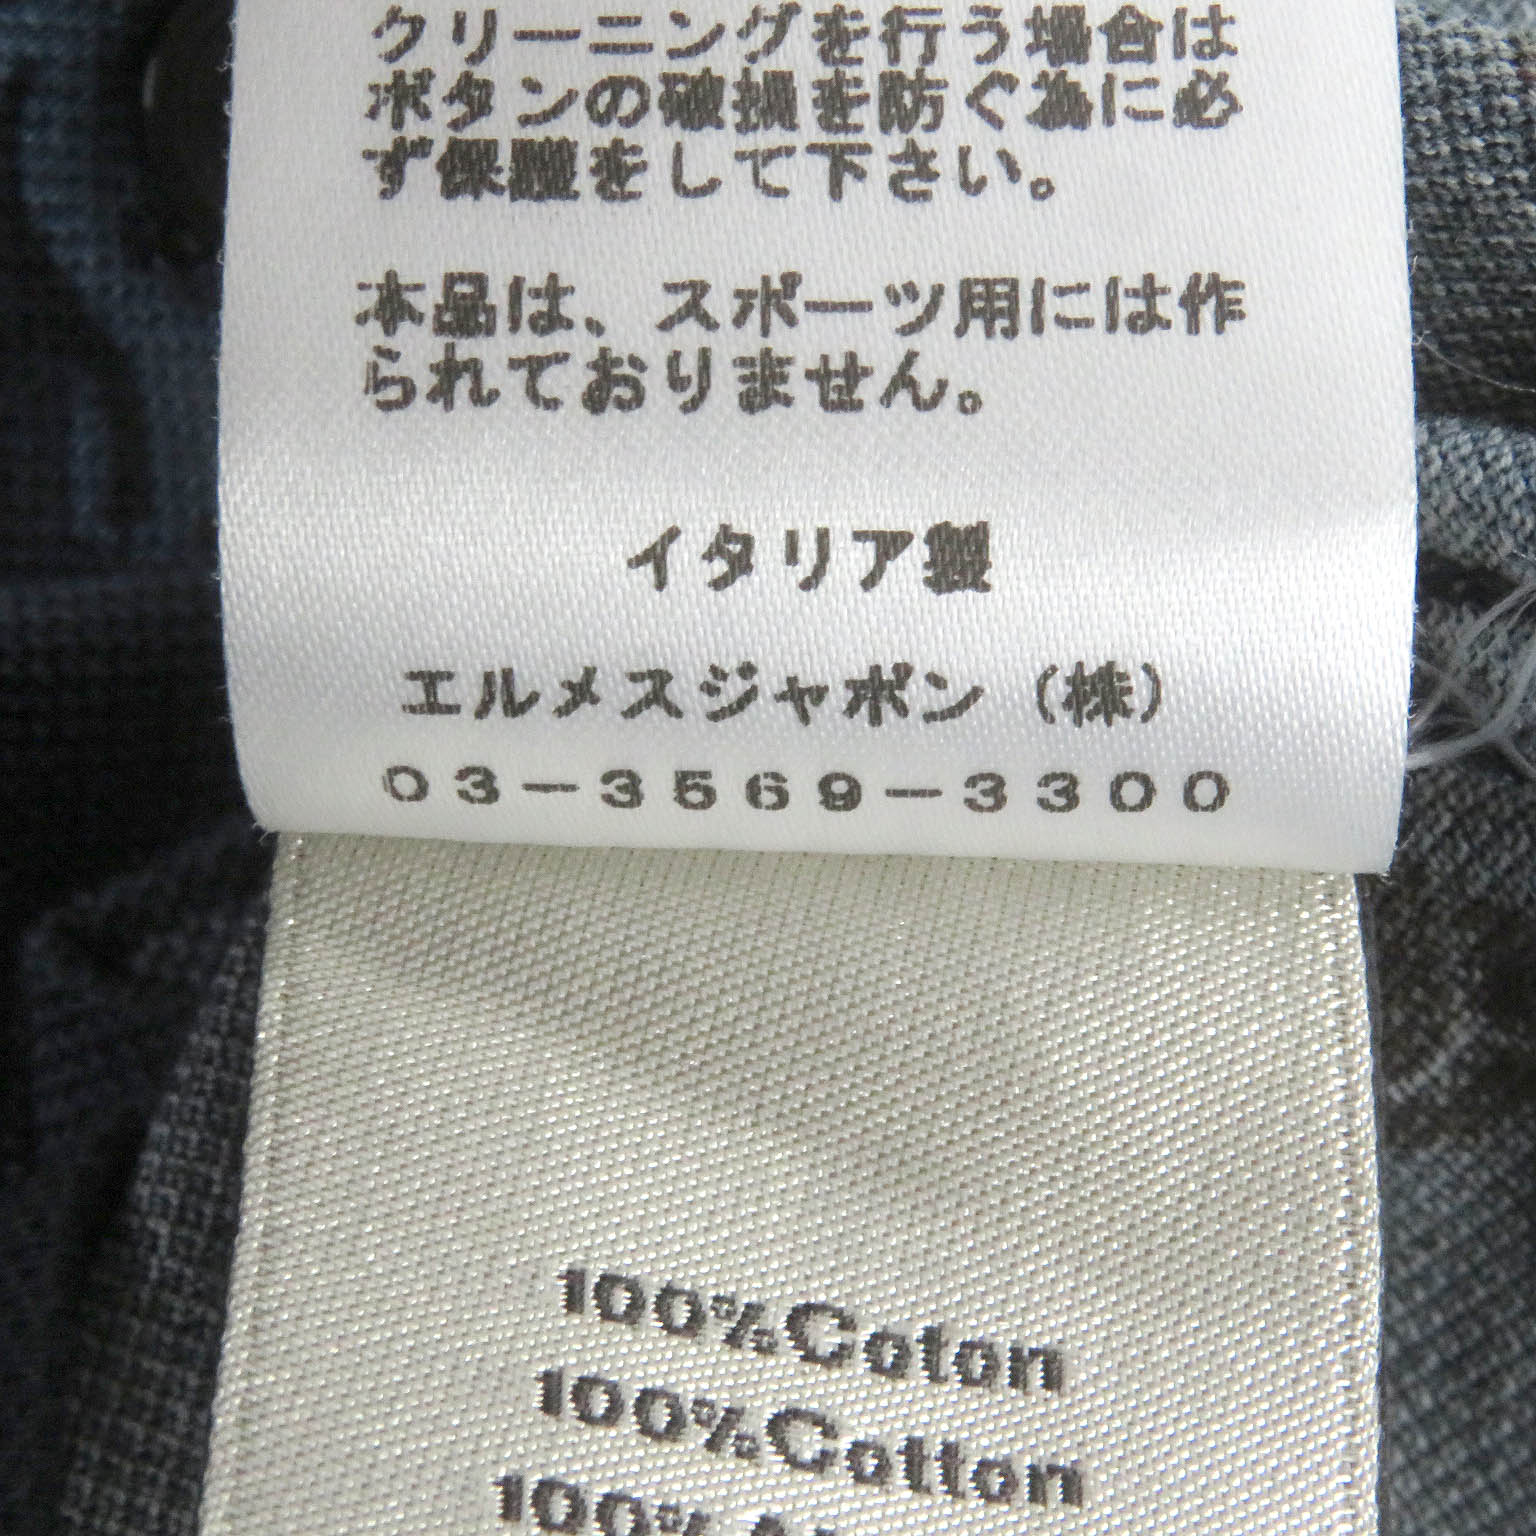 クリーニングを行う場合は
ボタンの破損を防ぐ為に必
ず保護をして下さい。
本品は、スポーツ用には作
られておりません。
イタリア製
エルメスジャポン（株）
０３－３５６９－３３００
100%Coton
100%Cotton
100%